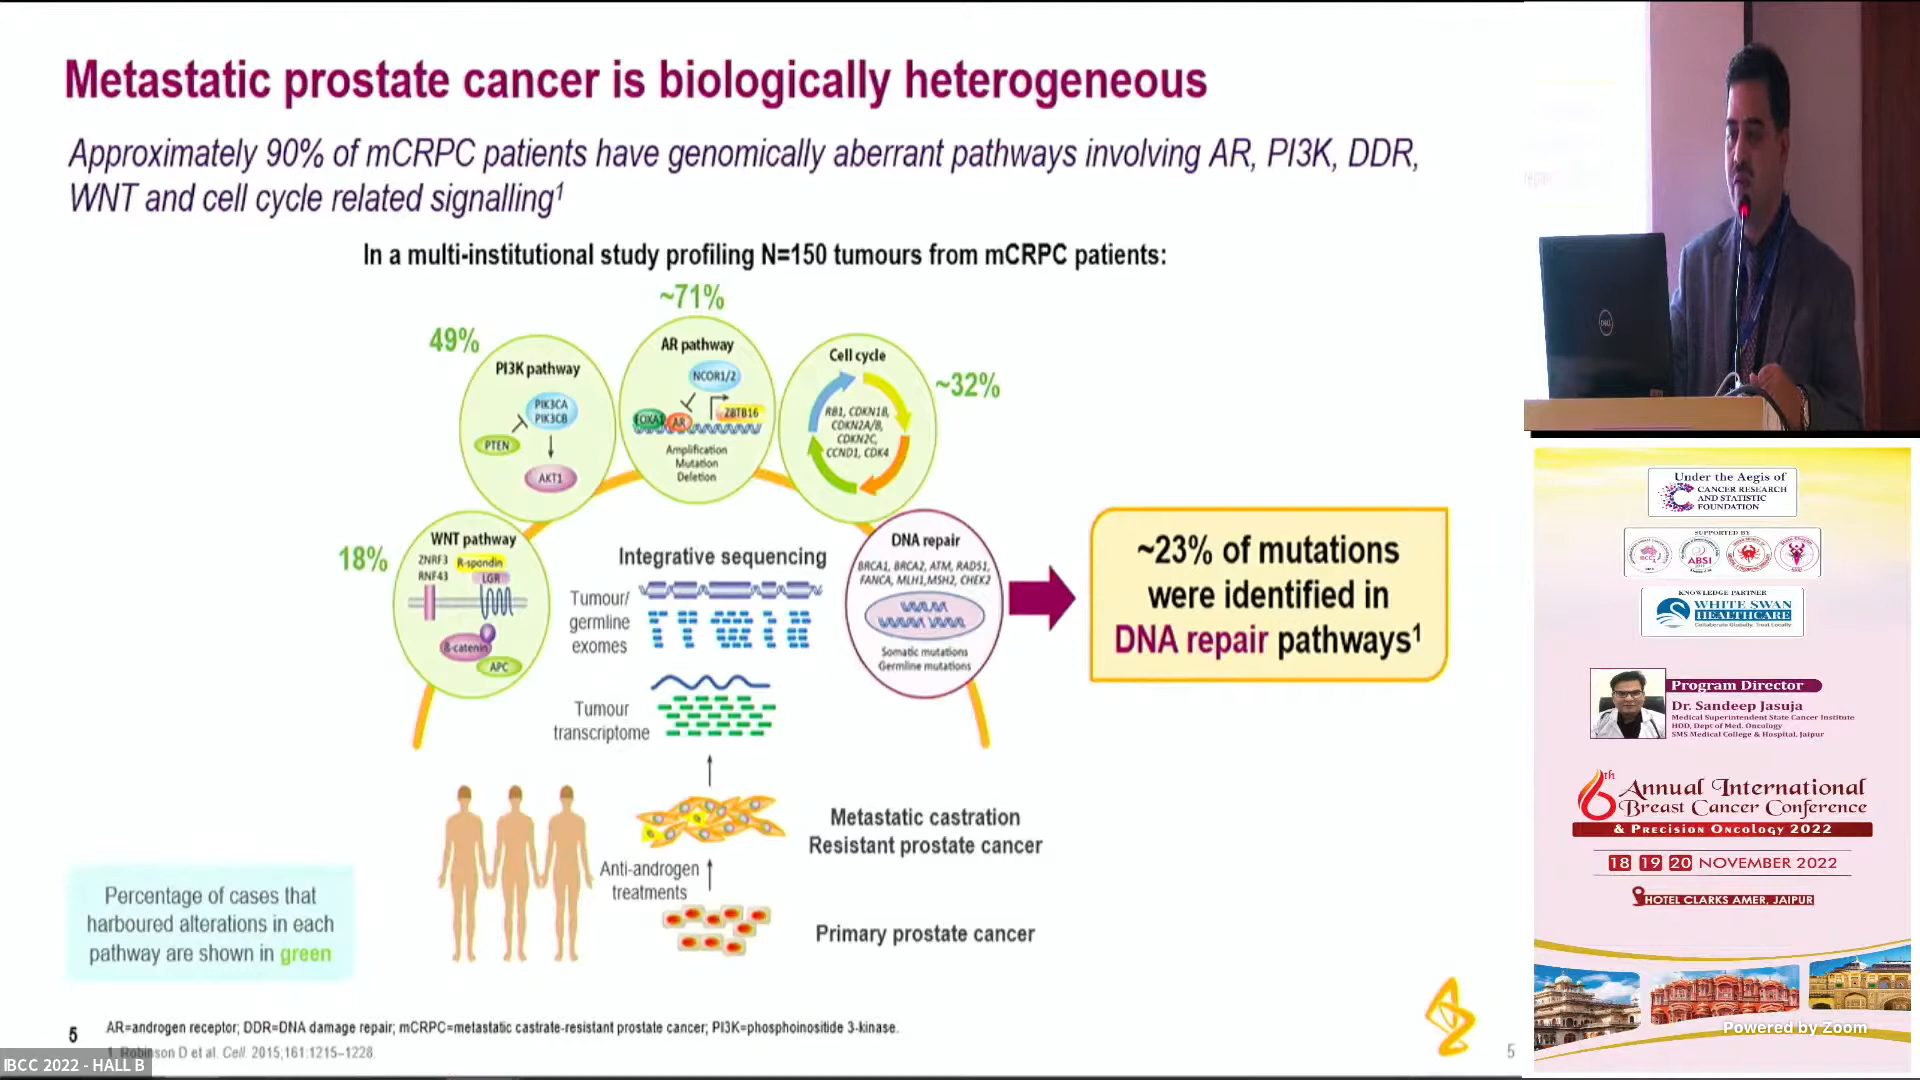 Metastatic prostate cancer is biologically heterogeneous
Approximately 90% of mCRPC patients have genomically aberrant pathways involving AR, PI3K, DDR,
WNT and cell cycle related signalling¹
In a multi-institutional study profiling N=150 tumours from mCRPC patients:
~71%
49%
AR pathway
NCOR1/2
FOXA1
AR
ZBTB16
Amplification
Mutation
Deletion
PI3K pathway
PIK3CA
PIK3CB
PTEN
AKT1
Cell cycle
RB1, CDKN1B,
CDKN2A/B,
CDKN2C,
CCND1, CDK4
~32%
18%
WNT pathway
ZNRF3
RNF43
R-spondin
LGR
β-catenin
APC
Integrative sequencing
Tumour/
germline
exomes
Tumour
transcriptome
DNA repair
BRCA1, BRCA2, ATM, RAD51,
FANCA, MLH1,MSH2, CHEK2
Somatic mutations
Germline mutations
~23% of mutations
were identified in
DNA repair pathways¹
Metastatic castration
Resistant prostate cancer
Anti-androgen
treatments
Primary prostate cancer
Percentage of cases that
harboured alterations in each
pathway are shown in green
5
AR=androgen receptor; DDR=DNA damage repair; mCRPC=metastatic castrate-resistant prostate cancer; PI3K=phosphoinositide 3-kinase.
1. Robinson D et al. Cell. 2015;161:1215–1228.
5
IBCC 2022 - HALL B
DELL
Under the Aegis of
CANCER RESEARCH
AND STATISTIC
FOUNDATION
SUPPORTED BY
ABSI
KNOWLEDGE PARTNER
WHITE SWAN
HEALTHCARE
Collaborate Globally, Treat Locally
Program Director
Dr. Sandeep Jasuja
Medical Superintendent State Cancer Institute
HOD, Dept of Med. Oncology
SMS Medical College & Hospital, Jaipur
6th Annual International
Breast Cancer Conference
& Precision Oncology 2022
18 19 20 NOVEMBER 2022
HOTEL CLARKS AMER, JAIPUR
Powered by Zoom